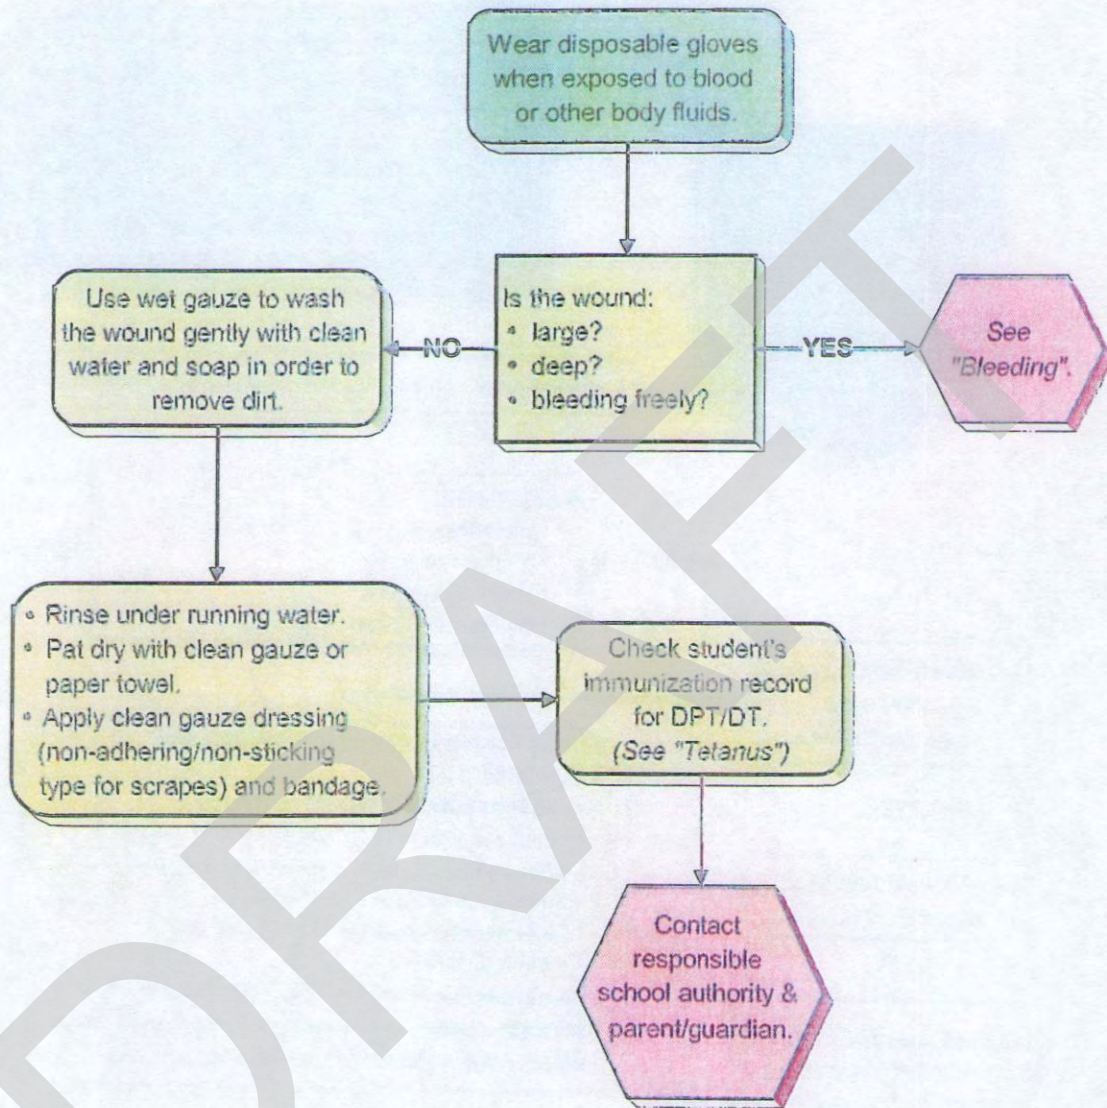 Wear disposable gloves
when exposed to blood
or other body fluids.
Is the wound:
• large?
• deep?
• bleeding freely?
NO
YES
See
"Bleeding".
Use wet gauze to wash
the wound gently with clean
water and soap in order to
remove dirt.
• Rinse under running water.
• Pat dry with clean gauze or
paper towel.
• Apply clean gauze dressing
(non-adhering/non-sticking
type for scrapes) and bandage.
Check student's
immunization record
for DPT/DT.
(See "Tetanus")
Contact
responsible
school authority &
parent/guardian.
DRAFT